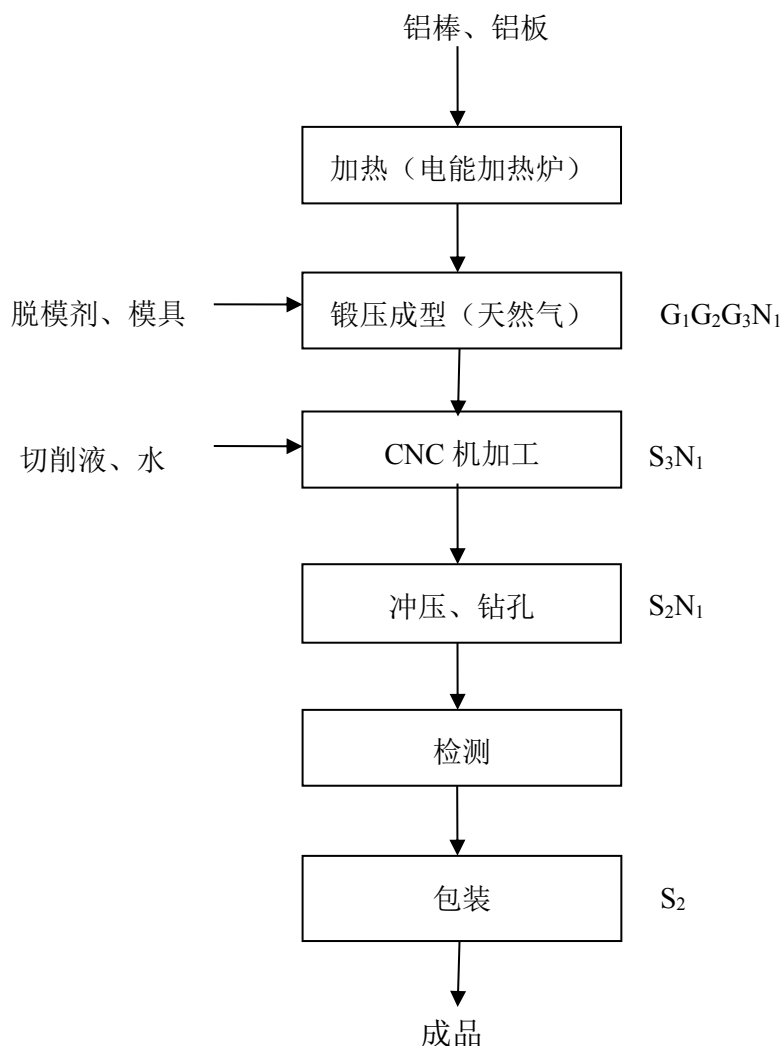 铝棒、铝板
加热（电能加热炉）
脱模剂、模具
锻压成型（天然气）
G₁G₂G₃N₁
切削液、水
CNC 机加工
S₃N₁
冲压、钻孔
S₂N₁
检测
包装
S₂
成品